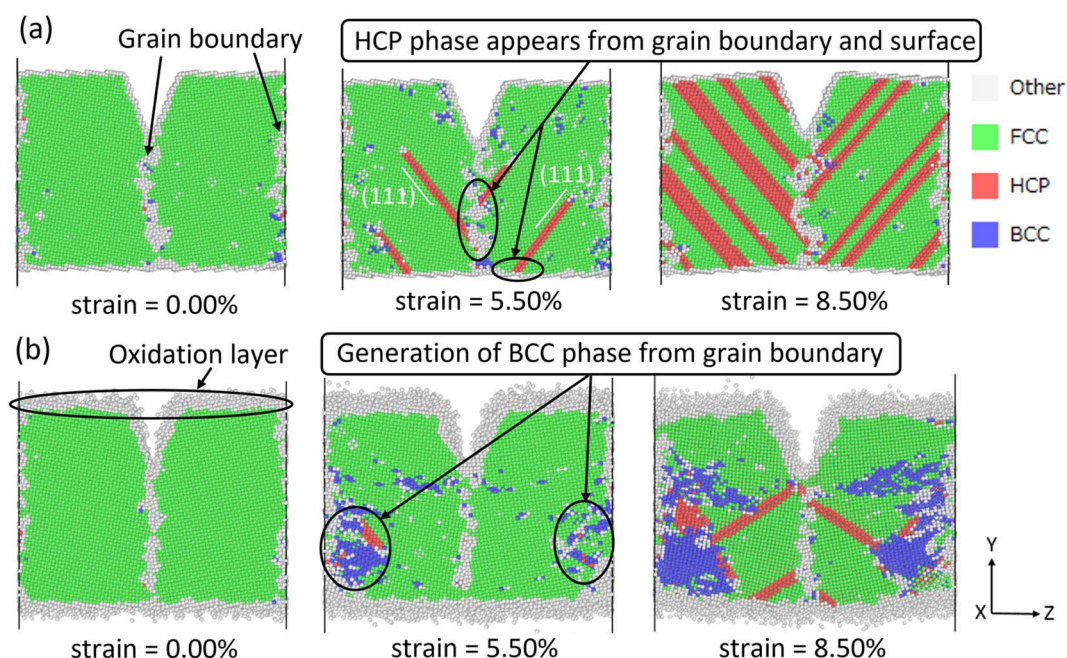 (a)
Grain boundary
HCP phase appears from grain boundary and surface
Other
FCC
HCP
BCC
(111)
(111)
strain = 0.00%
strain = 5.50%
strain = 8.50%
(b)
Oxidation layer
Generation of BCC phase from grain boundary
Y
X
Z
strain = 0.00%
strain = 5.50%
strain = 8.50%